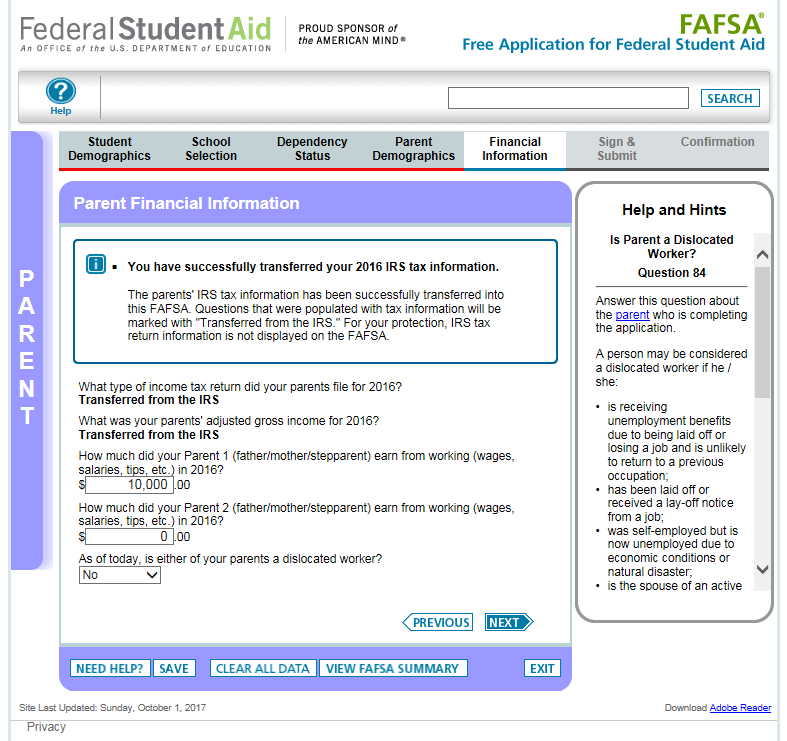 Federal Student Aid
An OFFICE of the U.S. DEPARTMENT of EDUCATION
PROUD SPONSOR of
the AMERICAN MIND®
FAFSA®
Free Application for Federal Student Aid
?
Help
SEARCH
Student
Demographics
School
Selection
Dependency
Status
Parent
Demographics
Financial
Information
Sign &
Submit
Confirmation
PARENT
Parent Financial Information
i
▪ You have successfully transferred your 2016 IRS tax information.
The parents' IRS tax information has been successfully transferred into
this FAFSA. Questions that were populated with tax information will be
marked with "Transferred from the IRS." For your protection, IRS tax
return information is not displayed on the FAFSA.
What type of income tax return did your parents file for 2016?
Transferred from the IRS
What was your parents' adjusted gross income for 2016?
Transferred from the IRS
How much did your Parent 1 (father/mother/stepparent) earn from working (wages,
salaries, tips, etc.) in 2016?
$ 10,000 .00
How much did your Parent 2 (father/mother/stepparent) earn from working (wages,
salaries, tips, etc.) in 2016?
$ 0 .00
As of today, is either of your parents a dislocated worker?
No
PREVIOUS
NEXT
NEED HELP?
SAVE
CLEAR ALL DATA
VIEW FAFSA SUMMARY
EXIT
Help and Hints
Is Parent a Dislocated
Worker?
Question 84
Answer this question about
the parent who is completing
the application.
A person may be considered
a dislocated worker if he /
she:
• is receiving
unemployment benefits
due to being laid off or
losing a job and is unlikely
to return to a previous
occupation;
• has been laid off or
received a lay-off notice
from a job;
• was self-employed but is
now unemployed due to
economic conditions or
natural disaster;
• is the spouse of an active
Site Last Updated: Sunday, October 1, 2017
Download Adobe Reader
Privacy